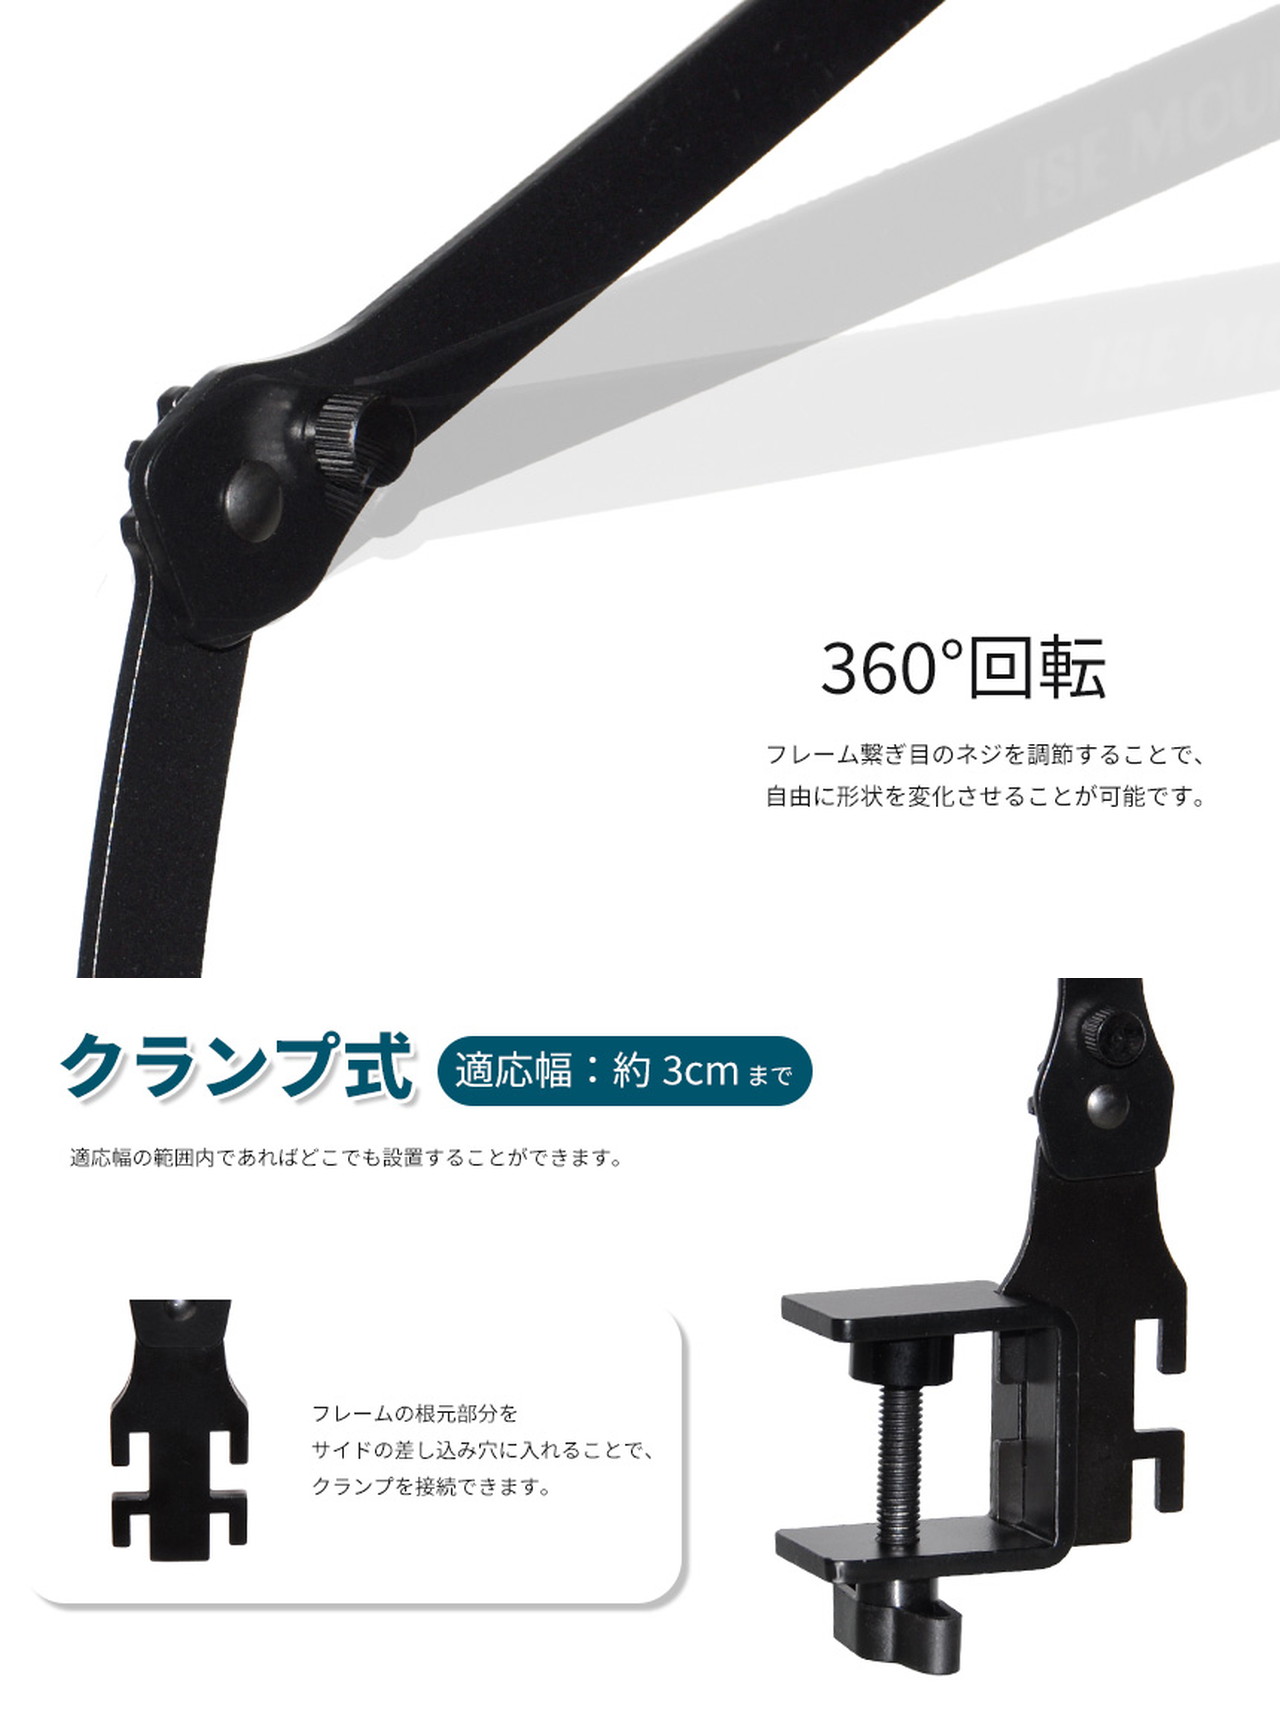 ISE MOU
ISE MO
360°回転
フレーム繋ぎ目のネジを調節することで、
自由に形状を変化させることが可能です。
クランプ式
適応幅：約 3cm まで
適応幅の範囲内であればどこでも設置することができます。
フレームの根元部分を
サイドの差し込み穴に入れることで、
クランプを接続できます。